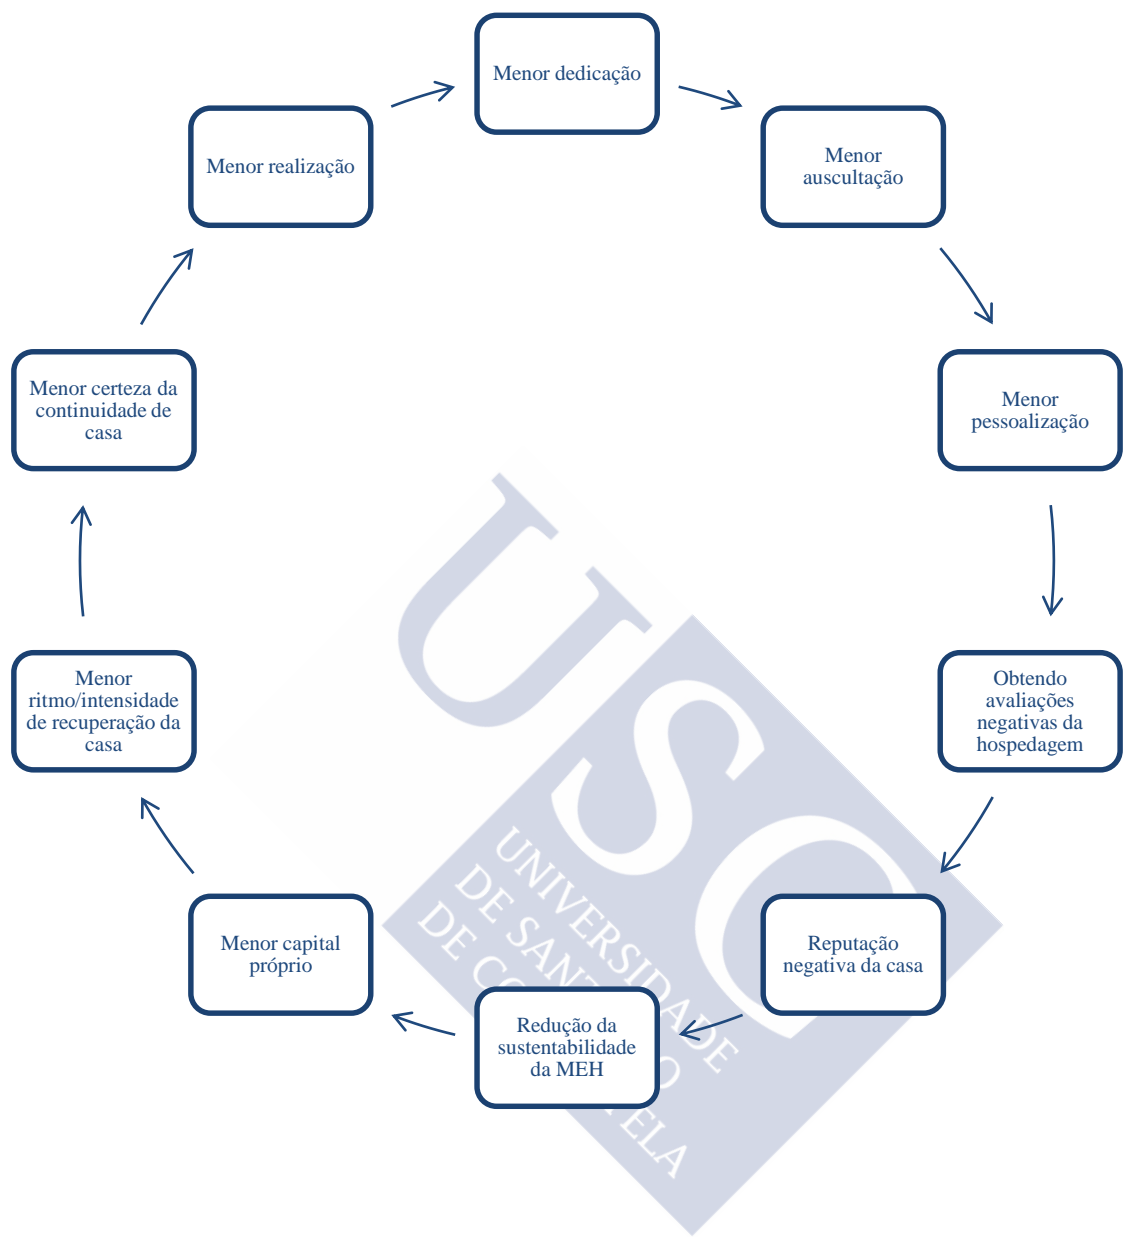 Menor dedicação
Menor
auscultação
Menor
pessoalização
Obtendo
avaliações
negativas da
hospedagem
Reputação
negativa da casa
Redução da
sustentabilidade
da MEH
Menor capital
próprio
Menor
ritmo/intensidade
de recuperação da
casa
Menor certeza da
continuidade de
casa
Menor realização
USC
UNIVERSIDADE